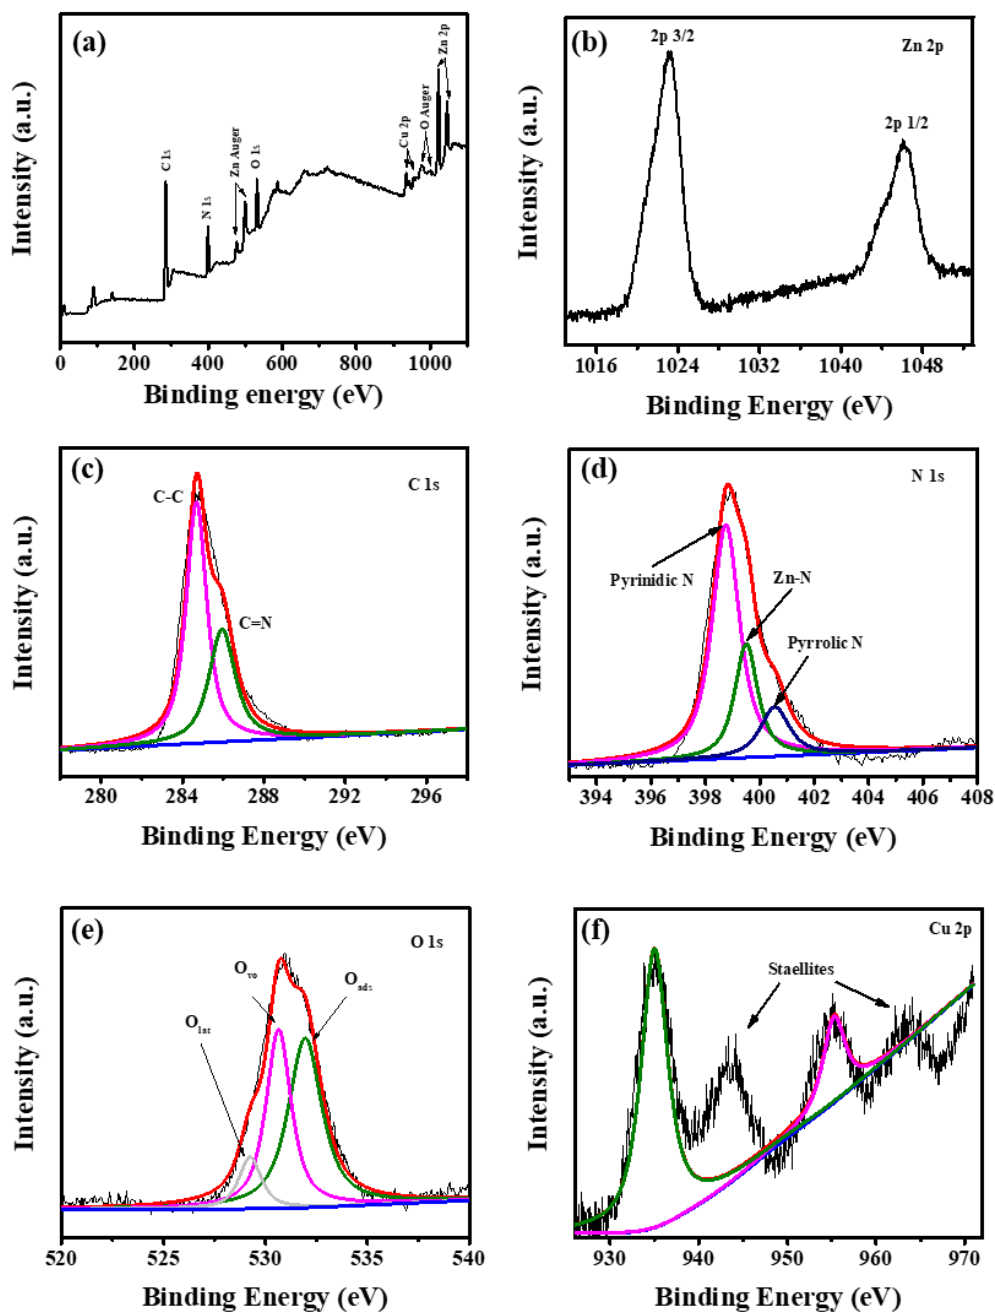 (a)
C 1s
N 1s
Zn Auger
O 1s
Cu 2p
O Auger
Zn 2p
Intensity (a.u.)
0 200 400 600 800 1000
Binding energy (eV)
(b)
2p 3/2
Zn 2p
2p 1/2
Intensity (a.u.)
1016 1024 1032 1040 1048
Binding Energy (eV)
(c)
C 1s
C-C
C=N
Intensity (a.u.)
280 284 288 292 296
Binding Energy (eV)
(d)
N 1s
Pyrinidic N
Zn-N
Pyrrolic N
Intensity (a.u.)
394 396 398 400 402 404 406 408
Binding Energy (eV)
(e)
O 1s
Ovo
Oads
Olat
Intensity (a.u.)
520 525 530 535 540
Binding Energy (eV)
(f)
Cu 2p
Staellites
Intensity (a.u.)
930 940 950 960 970
Binding Energy (eV)